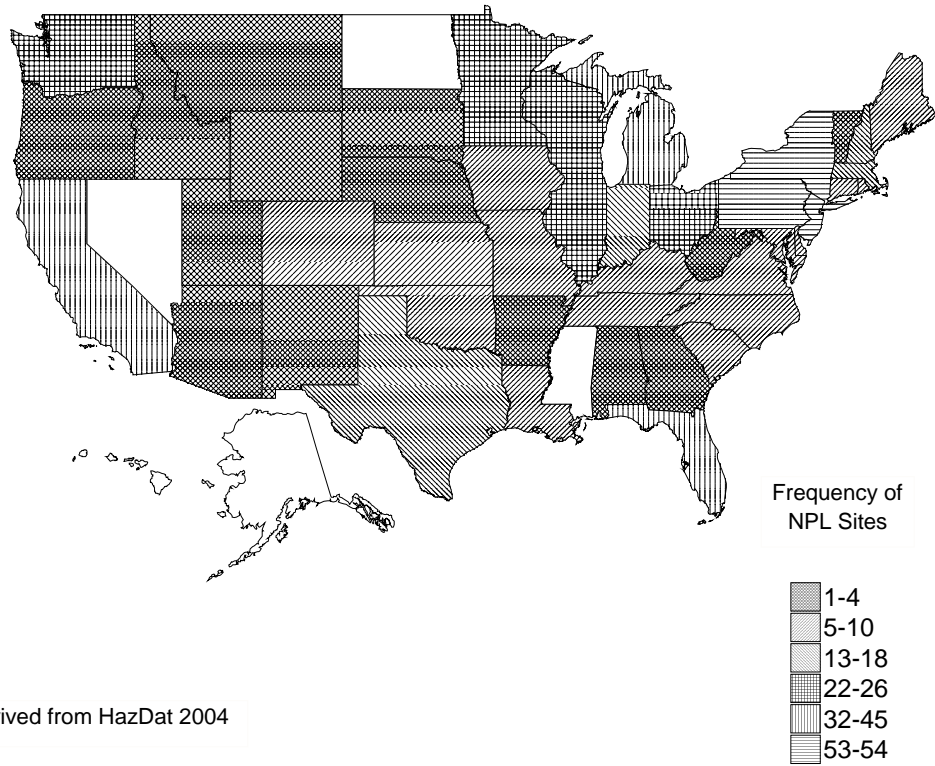 Frequency of
NPL Sites
1-4
5-10
13-18
22-26
32-45
53-54
rived from HazDat 2004